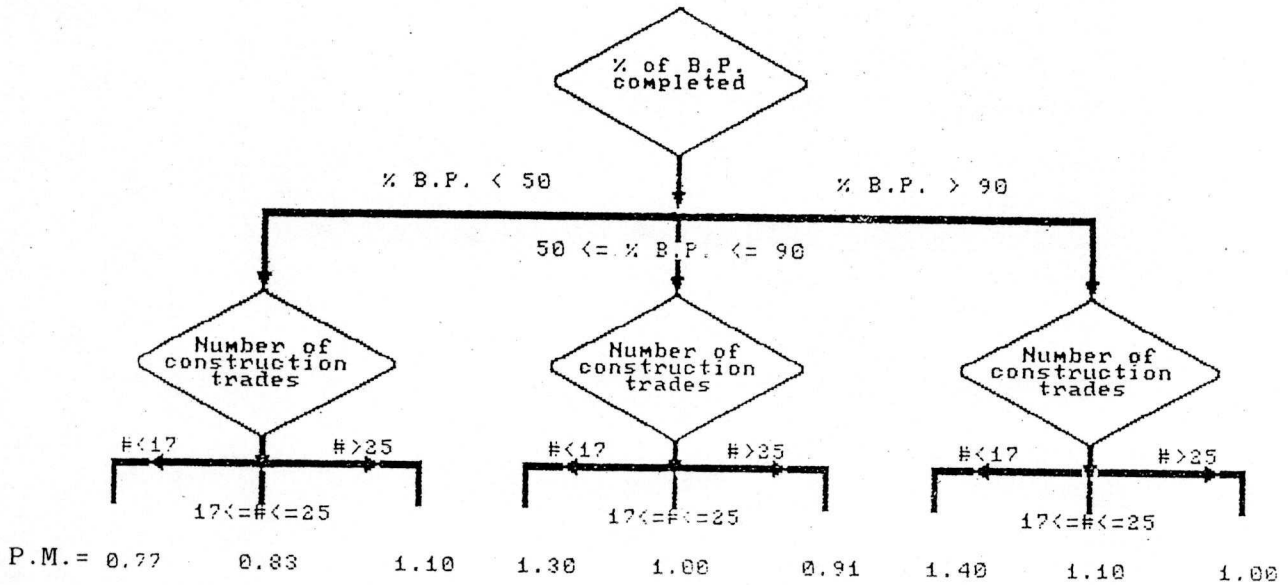 % of B.P.
completed
% B.P. < 50
% B.P. > 90
50 <= % B.P. <= 90
Number of
construction
trades
Number of
construction
trades
Number of
construction
trades
#<17
#>25
#<17
#>25
#<17
#>25
17<=#<=25
17<=#<=25
17<=#<=25
P.M.= 0.77 0.83 1.10 1.30 1.00 0.91 1.40 1.10 1.00